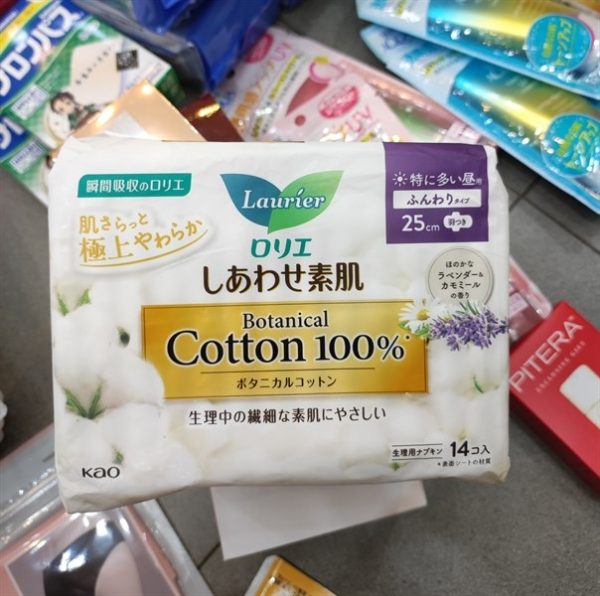 瞬間吸収のロリエ
肌さらっと
極上やわらか
Laurier
ロリエ
しあわせ素肌
Botanical
Cotton 100%*
ボタニカルコットン
生理中の繊細な素肌にやさしい
特に多い昼用
ふんわりタイプ
25cm 羽つき
ほのかな
ラベンダー&
カモミール
の香り
Kao
生理用ナプキン 14コ入
*表面シートの材質
PITERA
UV